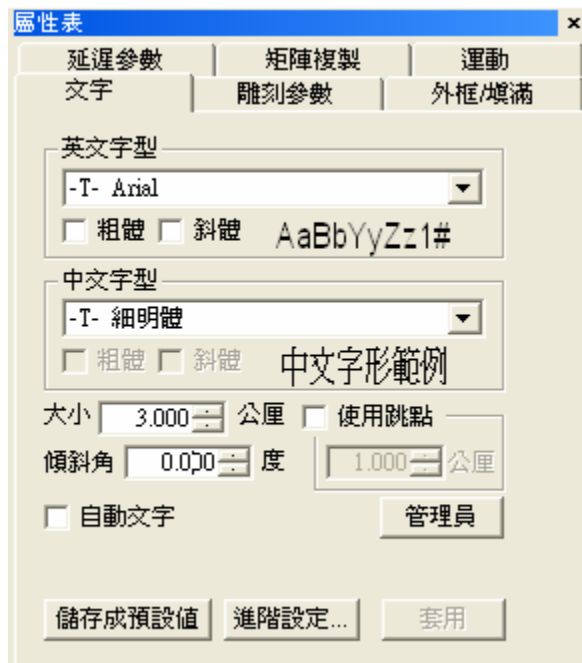 屬性表
延遲參數 矩陣複製 運動
文字 雕刻參數 外框/填滿
英文字型
-T- Arial
粗體 斜體 AaBbYyZz1#
中文字型
-T- 細明體
粗體 斜體 中文字形範例
大小 3.000 公厘 使用跳點
傾斜角 0.000 度 1.000 公厘
自動文字 管理員
儲存成預設值 進階設定... 套用